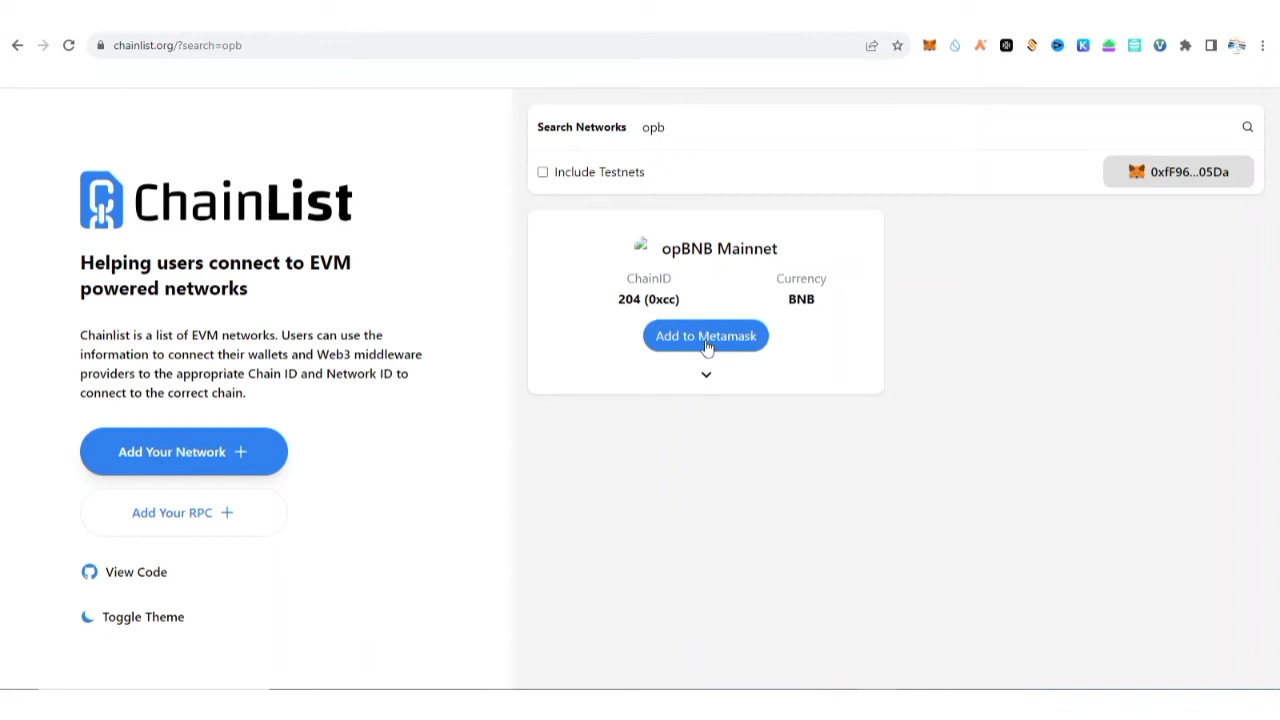 chainlist.org/?search=opb
ChainList
Helping users connect to EVM
powered networks
Chainlist is a list of EVM networks. Users can use the
information to connect their wallets and Web3 middleware
providers to the appropriate Chain ID and Network ID to
connect to the correct chain.
Add Your Network +
Add Your RPC +
View Code
Toggle Theme
Search Networks opb
Include Testnets
0xfF96...05Da
opBNB Mainnet
ChainID Currency
204 (0xcc) BNB
Add to Metamask